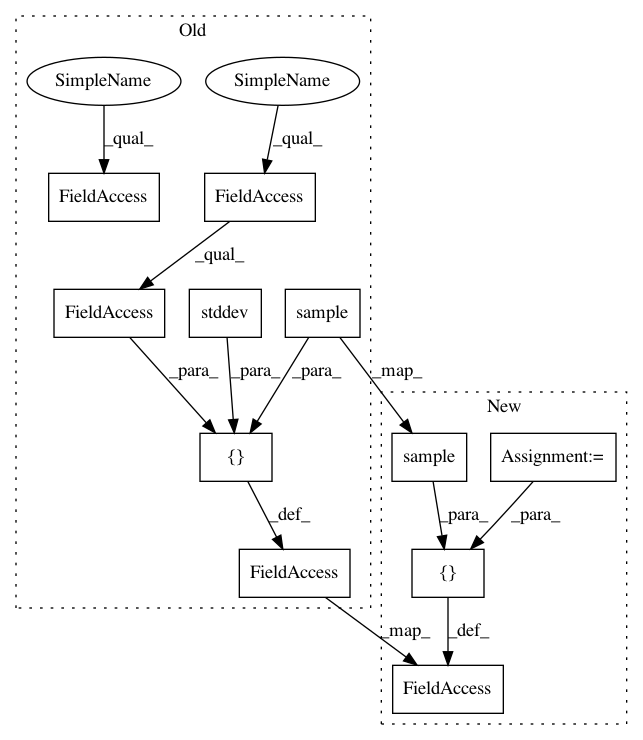 Old
SimpleName
SimpleName
_qual_
_qual_
FieldAccess
FieldAccess
_qual_
FieldAccess
stddev
sample
_para_
_para_
_para_
_map_
New
{}
sample
Assignment:=
_def_
_para_
_para_
FieldAccess
{}
_map_
_def_
FieldAccess